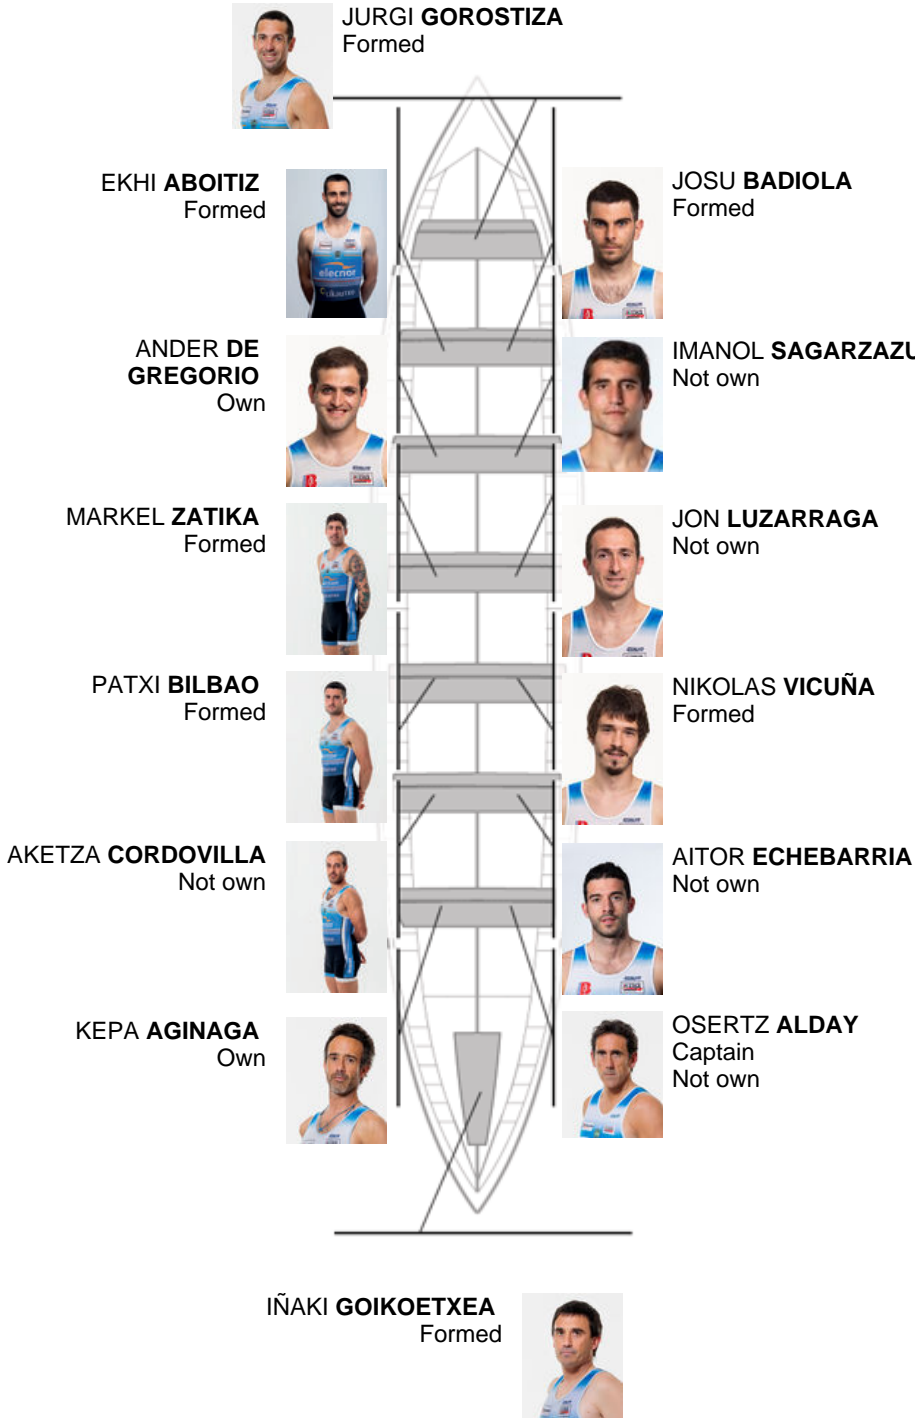 JURGI GOROSTIZA
Formed
EKHI ABOITIZ
Formed
JOSU BADIOLA
Formed
ANDER DE
GREGORIO
Own
IMANOL SAGARZAZU
Not own
MARKEL ZATIKA
Formed
JON LUZARRAGA
Not own
PATXI BILBAO
Formed
NIKOLAS VICUÑA
Formed
AKETZA CORDOVILLA
Not own
AITOR ECHEBARRIA
Not own
KEPA AGINAGA
Own
OSERTZ ALDAY
Captain
Not own
IÑAKI GOIKOETXEA
Formed
elecnor